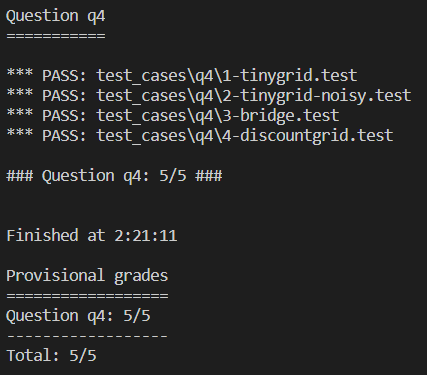 Question q4
===========
*** PASS: test_cases\q4\1-tinygrid.test
*** PASS: test_cases\q4\2-tinygrid-noisy.test
*** PASS: test_cases\q4\3-bridge.test
*** PASS: test_cases\q4\4-discountgrid.test
### Question q4: 5/5 ###
Finished at 2:21:11
Provisional grades
==================
Question q4: 5/5
------------------
Total: 5/5